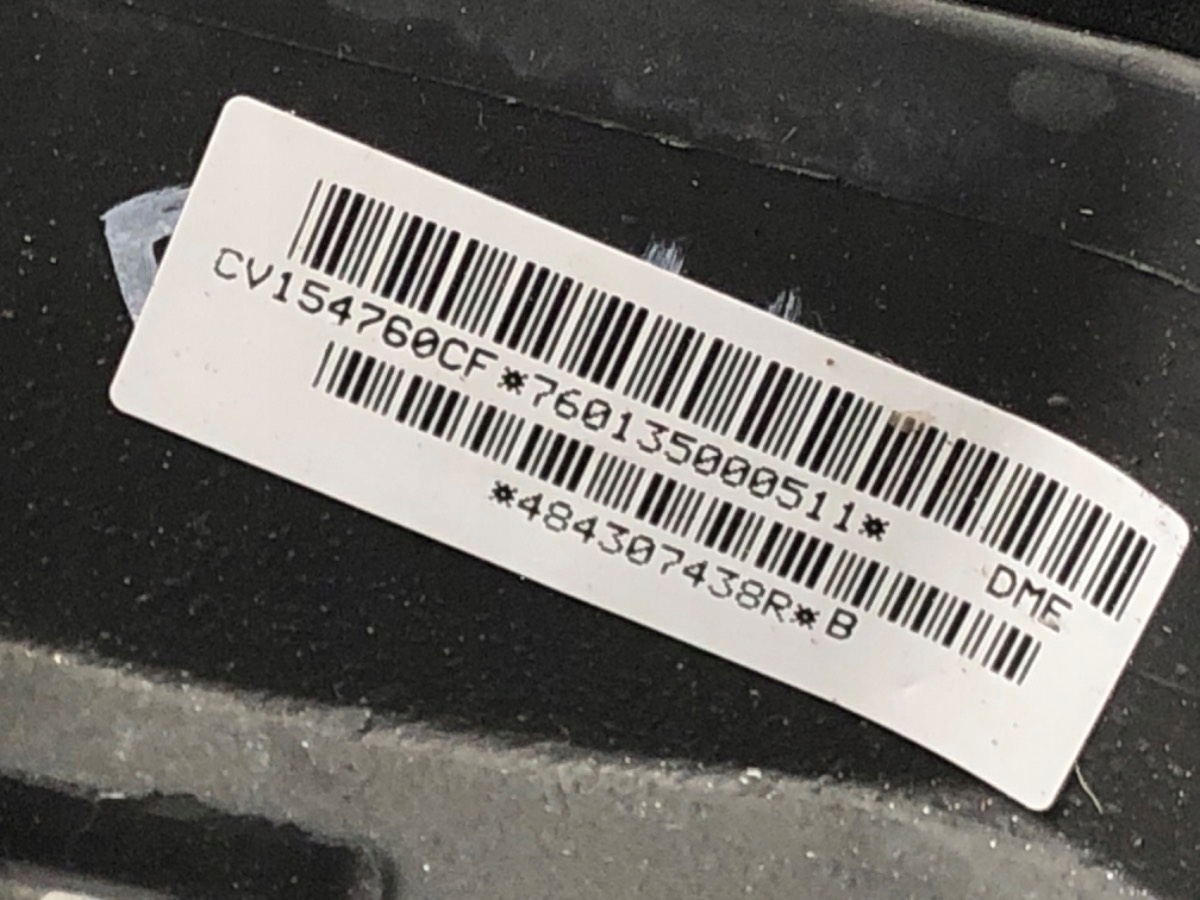 CV154760CF *760135000511* DME
*484307438R* B